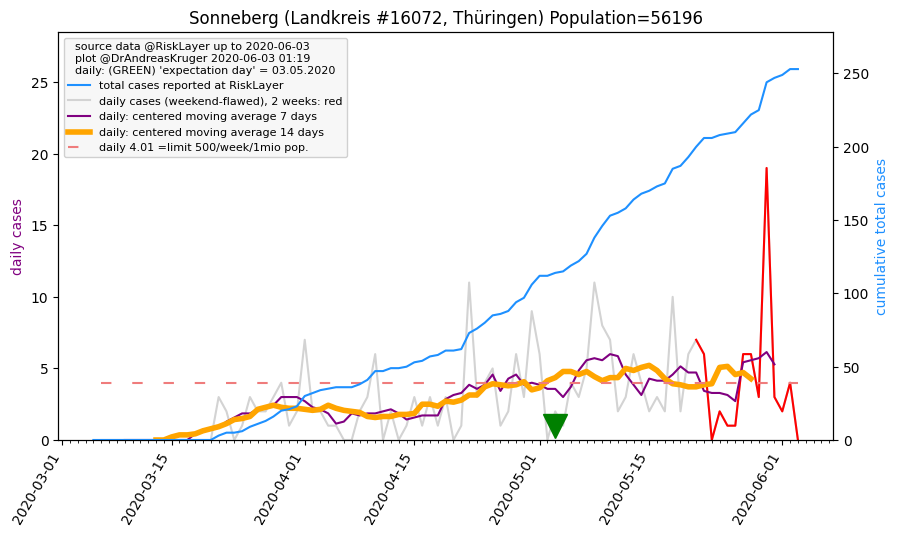 Sonneberg (Landkreis #16072, Thüringen) Population=56196
source data @RiskLayer up to 2020-06-03
plot @DrAndreasKruger 2020-06-03 01:19
daily: (GREEN) 'expectation day' = 03.05.2020
total cases reported at RiskLayer
daily cases (weekend-flawed), 2 weeks: red
daily: centered moving average 7 days
daily: centered moving average 14 days
daily 4.01 =limit 500/week/1mio pop.
daily cases
25
20
15
10
5
0
cumulative total cases
250
200
150
100
50
0
2020-03-01
2020-03-15
2020-04-01
2020-04-15
2020-05-01
2020-05-15
2020-06-01